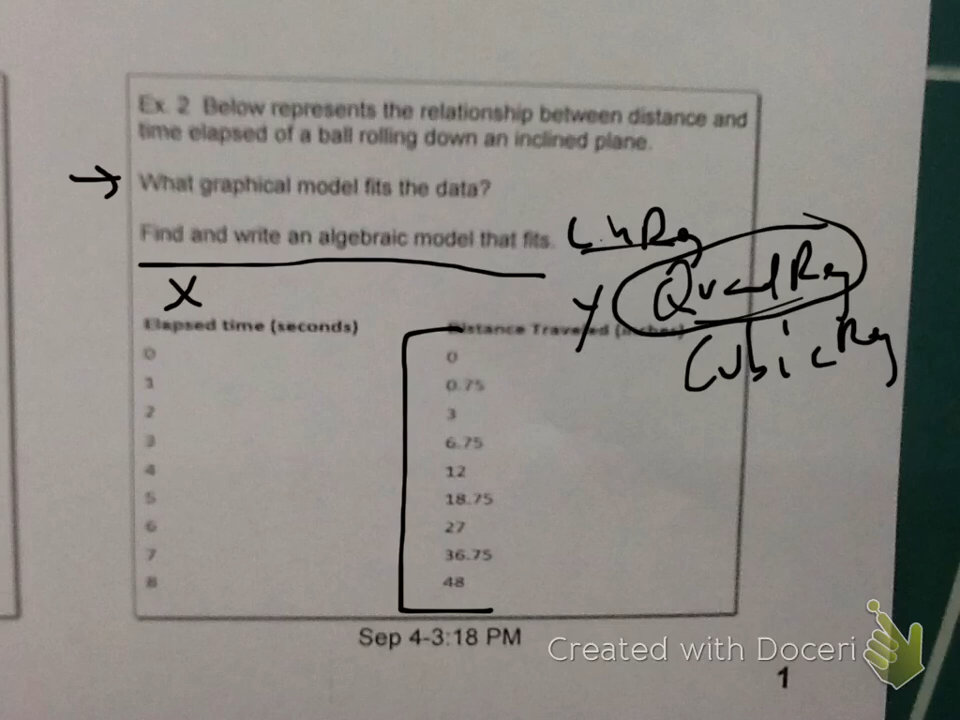 Ex. 2 Below represents the relationship between distance and
time elapsed of a ball rolling down an inclined plane.
What graphical model fits the data?
Find and write an algebraic model that fits.
LinReg
X
y QuadReg
CubicReg
Elapsed time (seconds) Distance Traveled (inches)
0 0
1 0.75
2 3
3 6.75
4 12
5 18.75
6 27
7 36.75
8 48
Sep 4-3:18 PM
Created with Doceri
1